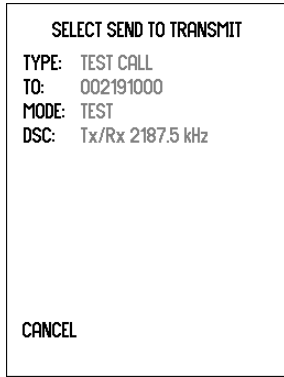 SELECT SEND TO TRANSMIT
TYPE: TEST CALL
TO: 002191000
MODE: TEST
DSC: Tx/Rx 2187.5 kHz
CANCEL